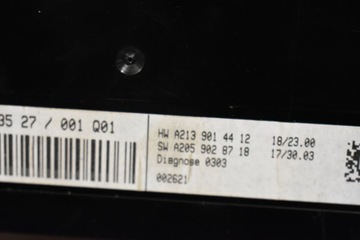 35 27 / 001 Q01
HW A213 901 44 12 18/23.00
SW A205 902 87 18 17/30.03
Diagnose 0303
002621